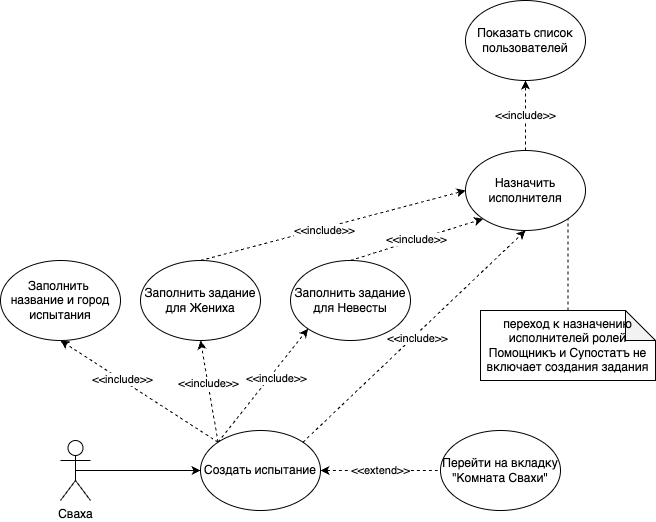 Показать список
пользователей
<<include>>
Назначить
исполнителя
<<include>>
<<include>>
Заполнить
название и город
испытания
Заполнить задание
для Жениха
Заполнить задание
для Невесты
переход к назначению
исполнителей ролей
Помощникъ и Супостатъ не
включает создания задания
<<include>>
<<include>>
<<include>>
<<include>>
Создать испытание
<<extend>>
Перейти на вкладку
"Комната Свахи"
Сваха